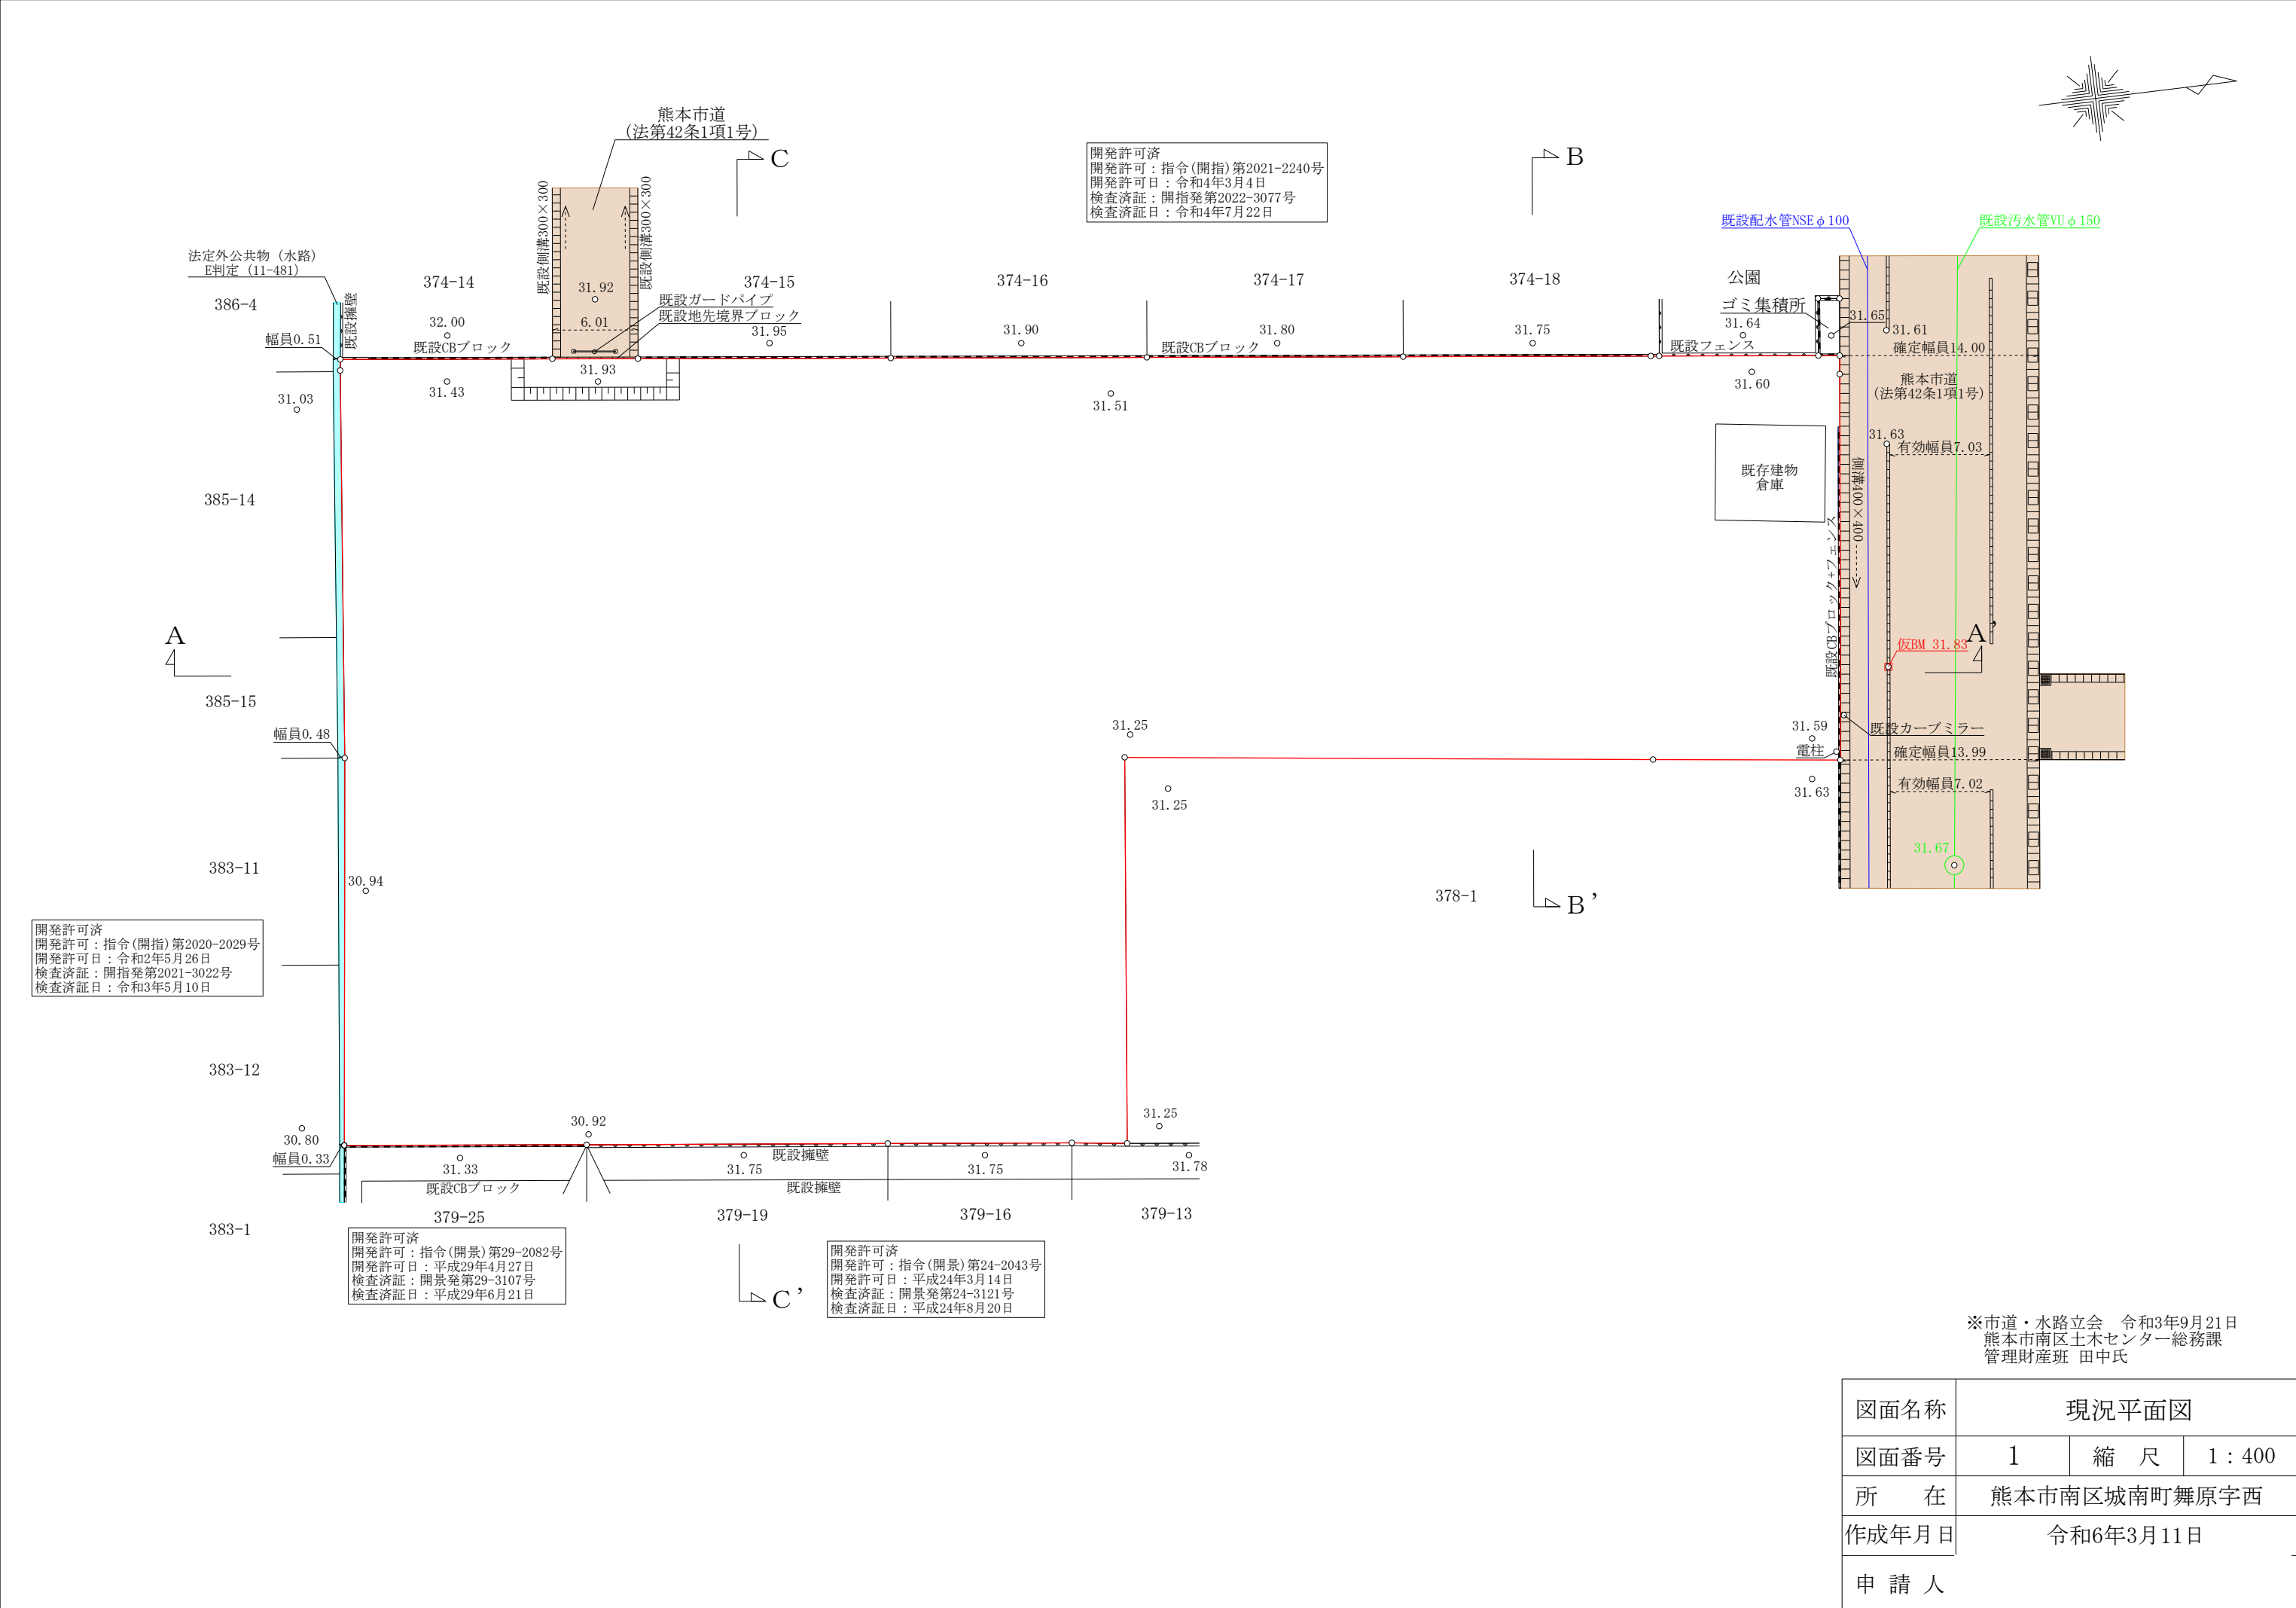 熊本市道
(法第42条1項1号)
C
開発許可済
開発許可：指令(開指)第2021-2240号
開発許可日：令和4年3月4日
検査済証：開指発第2022-3077号
検査済証日：令和4年7月22日
B
既設配水管NSEφ100
既設汚水管VUφ150
法定外公共物（水路）
E判定（11-481）
386-4
374-14
既設側溝300×300
既設側溝300×300
374-15
374-16
374-17
374-18
公園
ゴミ集積所
既設擁壁
31.92
既設ガードパイプ
既設地先境界ブロック
6.01
32.00
31.95
31.90
31.80
31.75
31.64
31.65
31.61
幅員0.51
既設CBブロック
既設CBブロック
既設フェンス
確定幅員14.00
31.93
31.43
31.03
31.51
31.60
熊本市道
(法第42条1項1号)
31.63
有効幅員7.03
既存建物
倉庫
側溝400×400
385-14
既設CBブロック+フェンス
A
仮BM 31.83
A'
385-15
幅員0.48
31.25
31.59
既設カーブミラー
電柱
確定幅員13.99
31.25
31.63
有効幅員7.02
31.67
383-11
30.94
378-1
B'
開発許可済
開発許可：指令(開指)第2020-2029号
開発許可日：令和2年5月26日
検査済証：開指発第2021-3022号
検査済証日：令和3年5月10日
383-12
30.80
30.92
31.25
幅員0.33
31.33
31.75
既設擁壁
31.75
31.78
既設CBブロック
既設擁壁
383-1
379-25
379-19
379-16
379-13
開発許可済
開発許可：指令(開景)第29-2082号
開発許可日：平成29年4月27日
検査済証：開景発第29-3107号
検査済証日：平成29年6月21日
C'
開発許可済
開発許可：指令(開景)第24-2043号
開発許可日：平成24年3月14日
検査済証：開景発第24-3121号
検査済証日：平成24年8月20日
※市道・水路立会　令和3年9月21日
熊本市南区土木センター総務課
管理財産班 田中氏
図面名称 現況平面図
図面番号 1 縮 尺 1：400
所 在 熊本市南区城南町舞原字西
作成年月日 令和6年3月11日
申 請 人